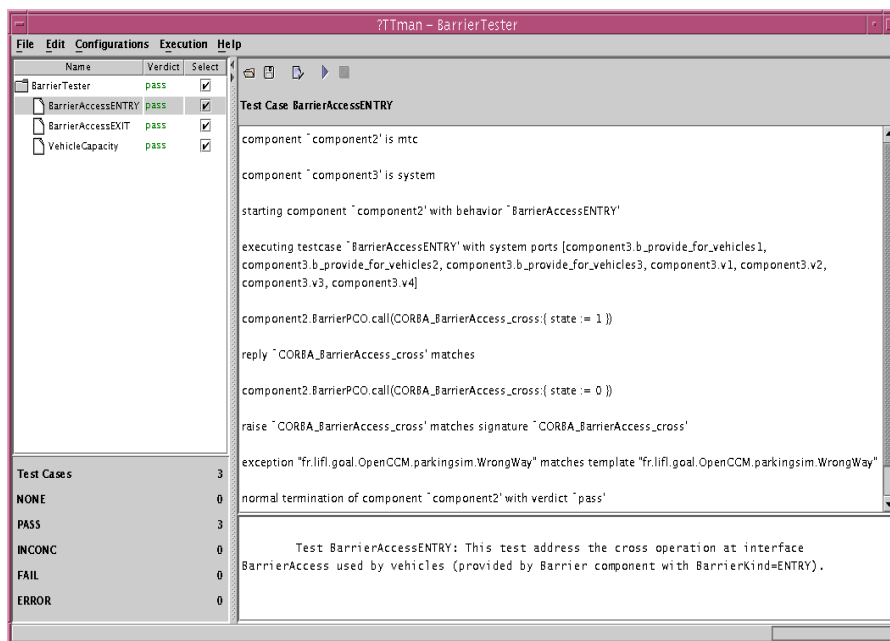 ?TTman - BarrierTester
File Edit Configurations Execution Help
Name Verdict Select
BarrierTester pass
BarrierAccessENTRY pass
BarrierAccessEXIT pass
VehicleCapacity pass
Test Case BarrierAccessENTRY
component `component2' is mtc
component `component3' is system
starting component `component2' with behavior `BarrierAccessENTRY'
executing testcase `BarrierAccessENTRY' with system ports [component3.b_provide_for_vehicles1,
component3.b_provide_for_vehicles2, component3.b_provide_for_vehicles3, component3.v1, component3.v2,
component3.v3, component3.v4]
component2.BarrierPCO.call(CORBA_BarrierAccess_cross:{ state := 1 })
reply `CORBA_BarrierAccess_cross' matches
component2.BarrierPCO.call(CORBA_BarrierAccess_cross:{ state := 0 })
raise `CORBA_BarrierAccess_cross' matches signature `CORBA_BarrierAccess_cross'
exception "fr.lifl.goal.OpenCCM.parkingsim.WrongWay" matches template "fr.lifl.goal.OpenCCM.parkingsim.WrongWay"
normal termination of component `component2' with verdict `pass'
Test Cases 3
NONE 0
PASS 3
INCONC 0
FAIL 0
ERROR 0
Test BarrierAccessENTRY: This test address the cross operation at interface
BarrierAccess used by vehicles (provided by Barrier component with BarrierKind=ENTRY).